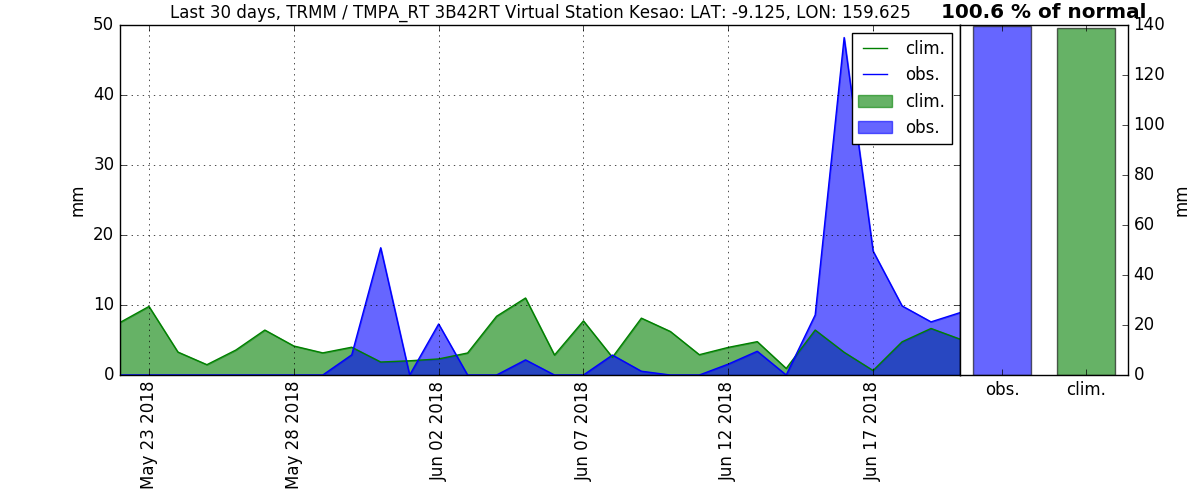 Last 30 days, TRMM / TMPA_RT 3B42RT Virtual Station Kesao: LAT: -9.125, LON: 159.625
100.6 % of normal
50
40
30
20
10
0
mm
clim.
obs.
clim.
obs.
May 23 2018
May 28 2018
Jun 02 2018
Jun 07 2018
Jun 12 2018
Jun 17 2018
140
120
100
80
60
40
20
0
mm
obs.
clim.